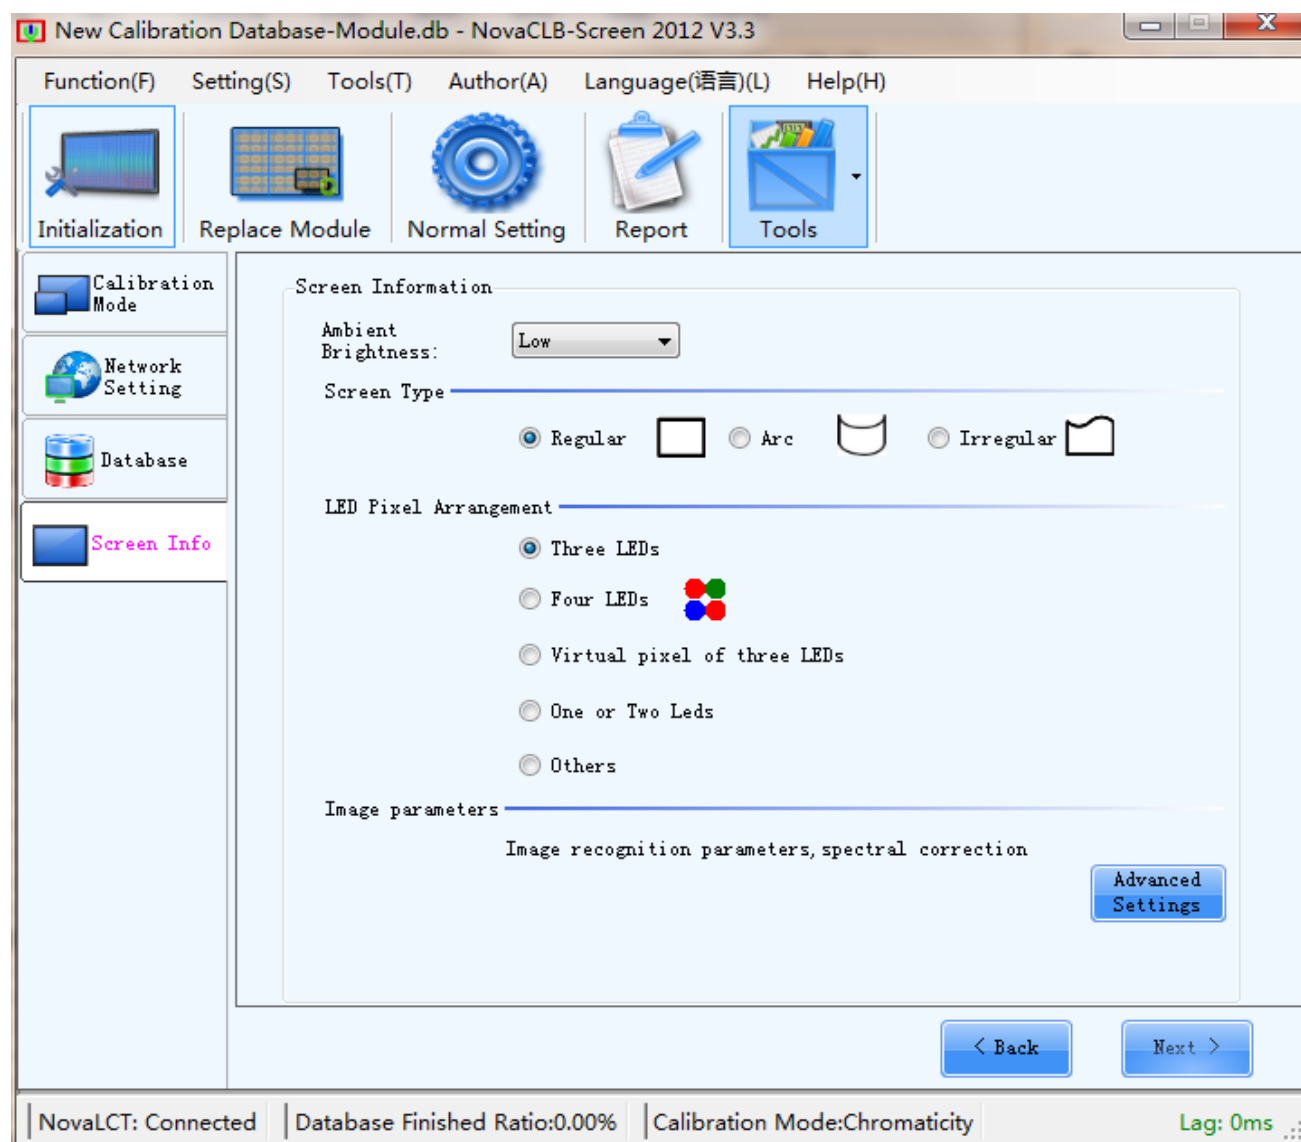 New Calibration Database-Module.db - NovaCLB-Screen 2012 V3.3
Function(F) Setting(S) Tools(T) Author(A) Language(语言)(L) Help(H)
Initialization Replace Module Normal Setting Report Tools
Calibration
Mode
Network
Setting
Database
Screen Info
Screen Information
Ambient
Brightness:
Low
Screen Type
Regular Arc Irregular
LED Pixel Arrangement
Three LEDs
Four LEDs
Virtual pixel of three LEDs
One or Two Leds
Others
Image parameters
Image recognition parameters,spectral correction
Advanced
Settings
< Back Next >
NovaLCT: Connected Database Finished Ratio:0.00% Calibration Mode:Chromaticity Lag: 0ms